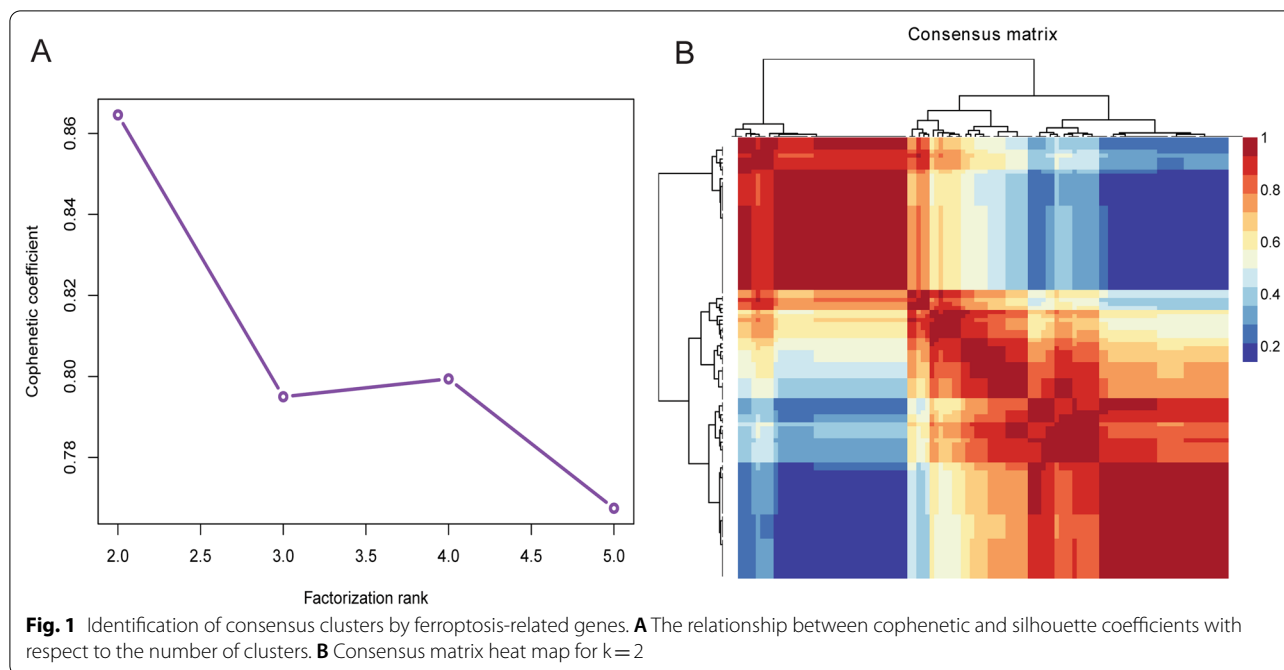 A
Cophenetic coefficient
0.86
0.84
0.82
0.80
0.78
2.0 2.5 3.0 3.5 4.0 4.5 5.0
Factorization rank
B
Consensus matrix
1
0.8
0.6
0.4
0.2
Fig. 1 Identification of consensus clusters by ferroptosis-related genes. A The relationship between cophenetic and silhouette coefficients with
respect to the number of clusters. B Consensus matrix heat map for k = 2